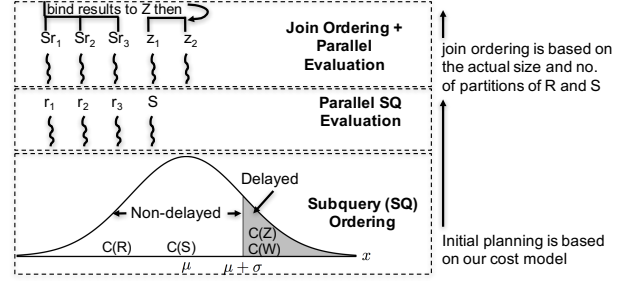 bind results to Z then
Sr1 Sr2 Sr3 z1 z2
Join Ordering +
Parallel
Evaluation
join ordering is based on
the actual size and no.
of partitions of R and S
r1 r2 r3 S
Parallel SQ
Evaluation
Delayed
Non-delayed
Subquery (SQ)
Ordering
C(R) C(S) C(Z)
C(W)
x
μ μ + σ
Initial planning is based
on our cost model